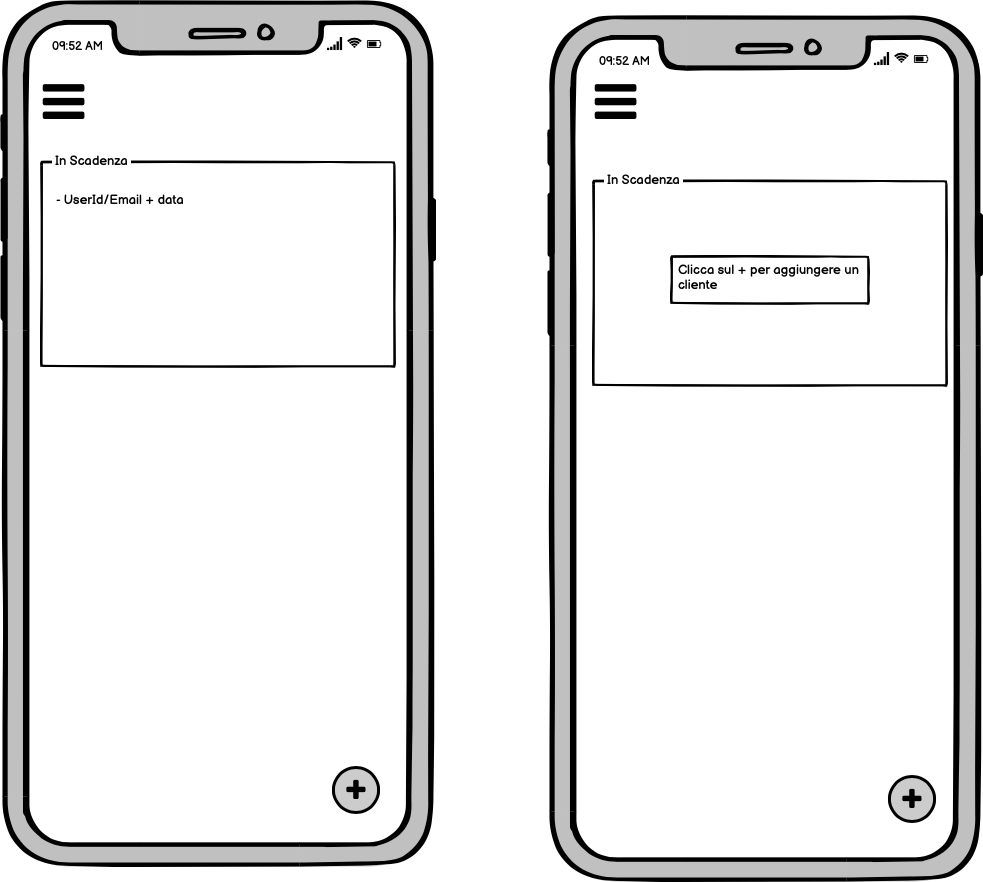 09:52 AM
In Scadenza
- UserId/Email + data
09:52 AM
In Scadenza
Clicca sul + per aggiungere un
cliente